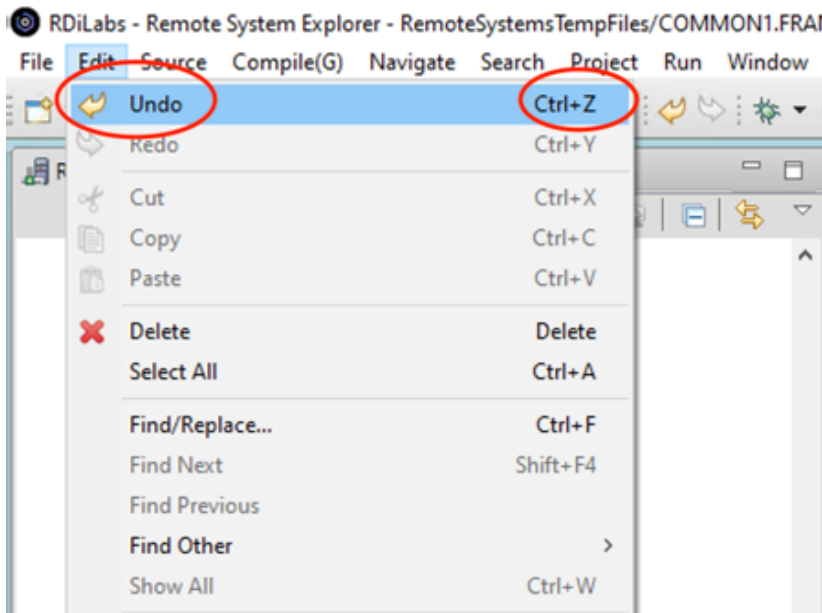 RDiLabs - Remote System Explorer - RemoteSystemsTempFiles/COMMON1.FRA
File Edit Source Compile(G) Navigate Search Project Run Window
Undo Ctrl+Z
Redo Ctrl+Y
R
Cut Ctrl+X
Copy Ctrl+C
Paste Ctrl+V
Delete Delete
Select All Ctrl+A
Find/Replace... Ctrl+F
Find Next Shift+F4
Find Previous
Find Other
Show All Ctrl+W